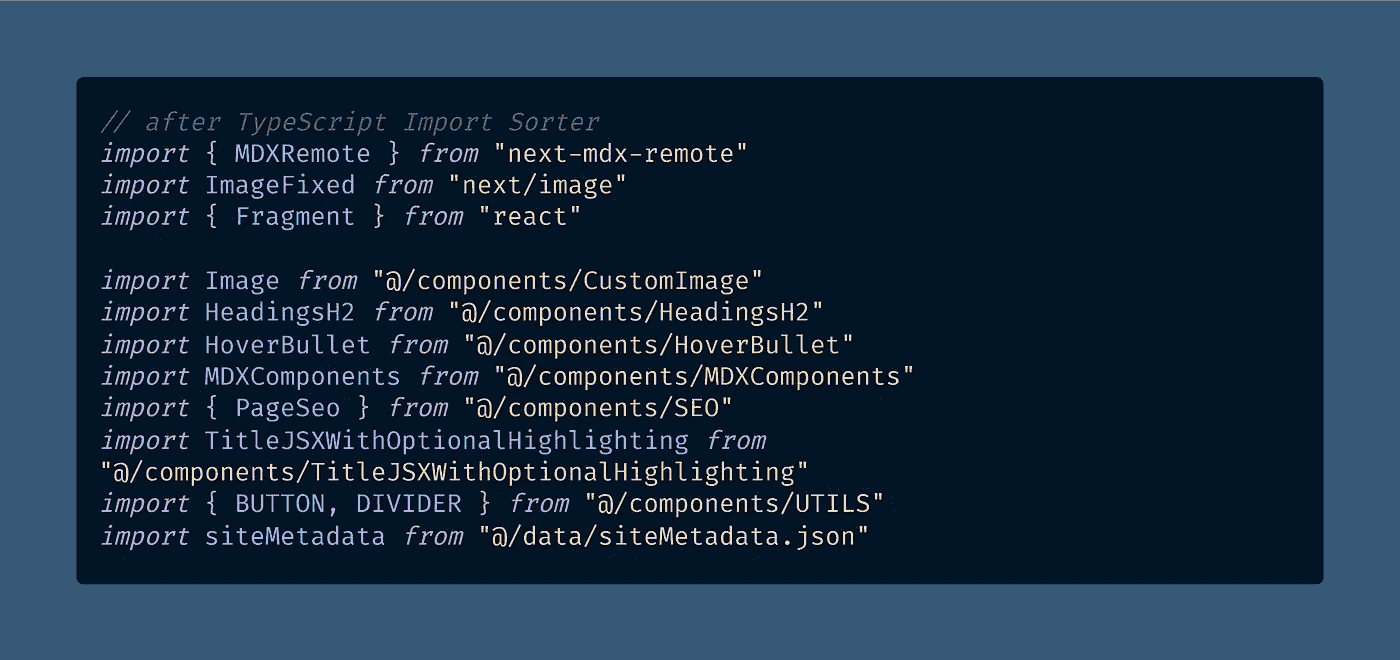 // after TypeScript Import Sorter
import { MDXRemote } from "next-mdx-remote"
import ImageFixed from "next/image"
import { Fragment } from "react"
import Image from "@/components/CustomImage"
import HeadingsH2 from "@/components/HeadingsH2"
import HoverBullet from "@/components/HoverBullet"
import MDXComponents from "@/components/MDXComponents"
import { PageSeo } from "@/components/SEO"
import TitleJSXWithOptionalHighlighting from
"@/components/TitleJSXWithOptionalHighlighting"
import { BUTTON, DIVIDER } from "@/components/UTILS"
import siteMetadata from "@/data/siteMetadata.json"